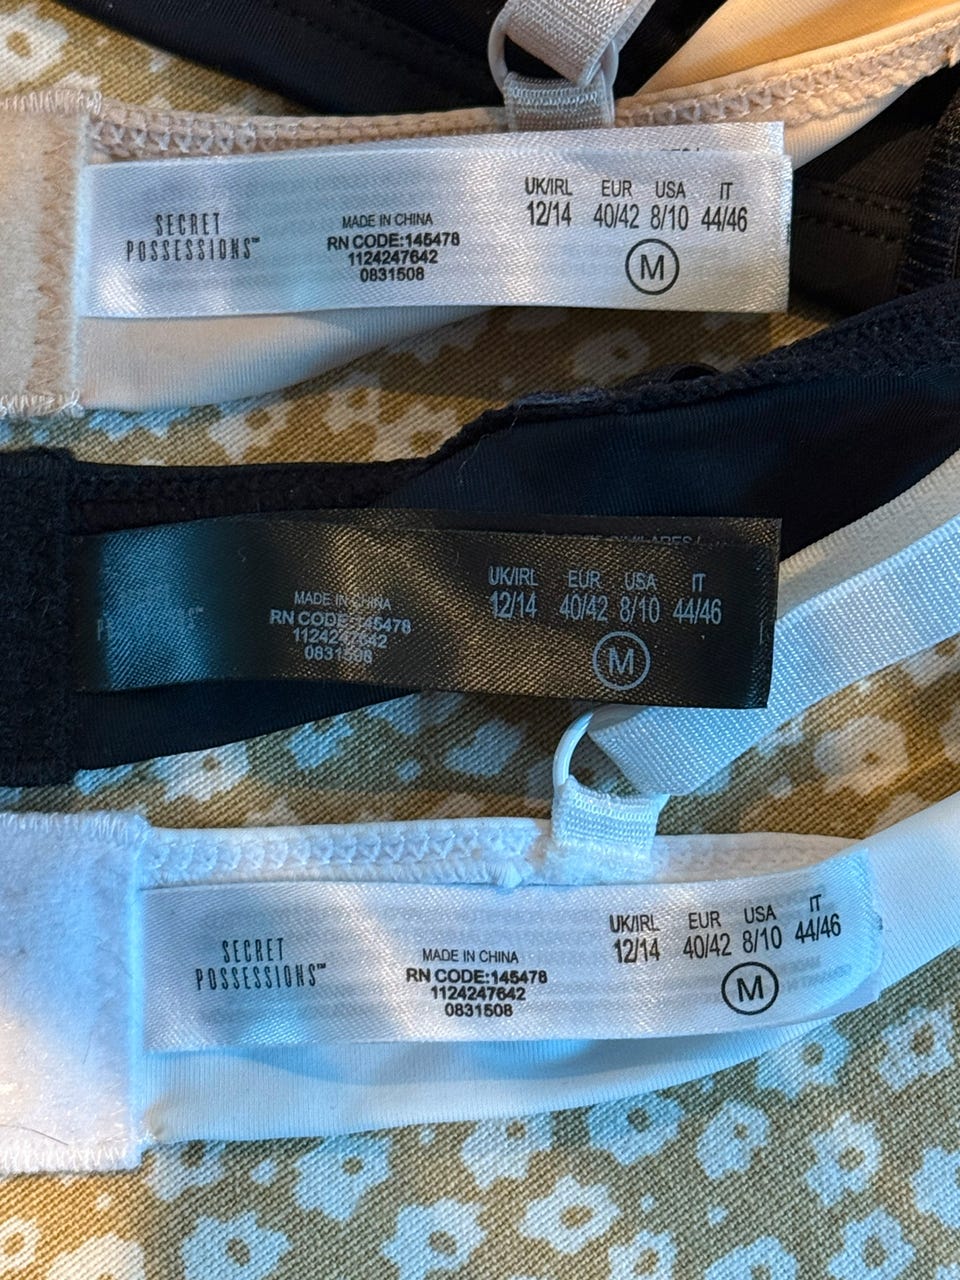 UK/IRL EUR USA IT
12/14 40/42 8/10 44/46
M
SECRET
POSSESSIONS™
MADE IN CHINA
RN CODE:145478
1124247642
0831508
UK/IRL EUR USA IT
12/14 40/42 8/10 44/46
M
POSSESSIONS™
MADE IN CHINA
RN CODE:145478
1124247642
0831508
UK/IRL EUR USA IT
12/14 40/42 8/10 44/46
M
SECRET
POSSESSIONS™
MADE IN CHINA
RN CODE:145478
1124247642
0831508